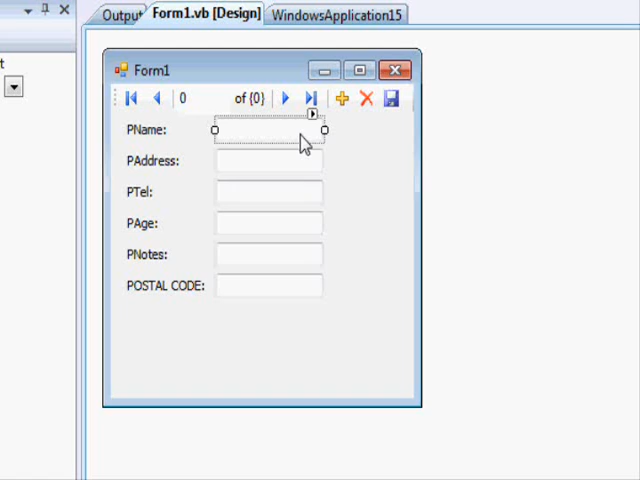 Output
Form1.vb [Design]
WindowsApplication15
t
Form1
0
of {0}
PName:
PAddress:
PTel:
PAge:
PNotes:
POSTAL CODE: